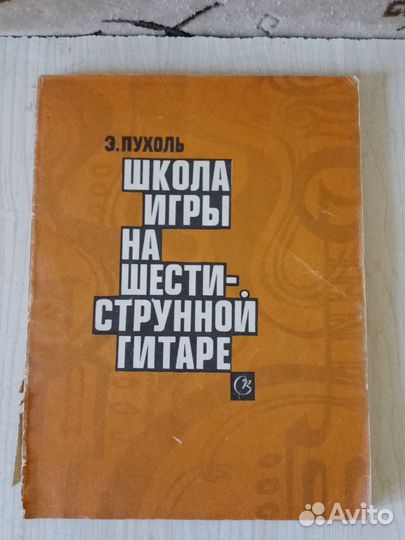 Э.ПУХОЛЬ
ШКОЛА
ИГРЫ
НА
ШЕСТИ-
СТРУННОЙ
ГИТАРЕ
Avito